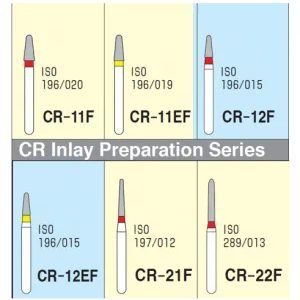 ISO
196/020
CR-11F
ISO
196/019
CR-11EF
ISO
196/015
CR-12F
CR Inlay Preparation Series
ISO
196/015
CR-12EF
ISO
197/012
CR-21F
ISO
289/013
CR-22F